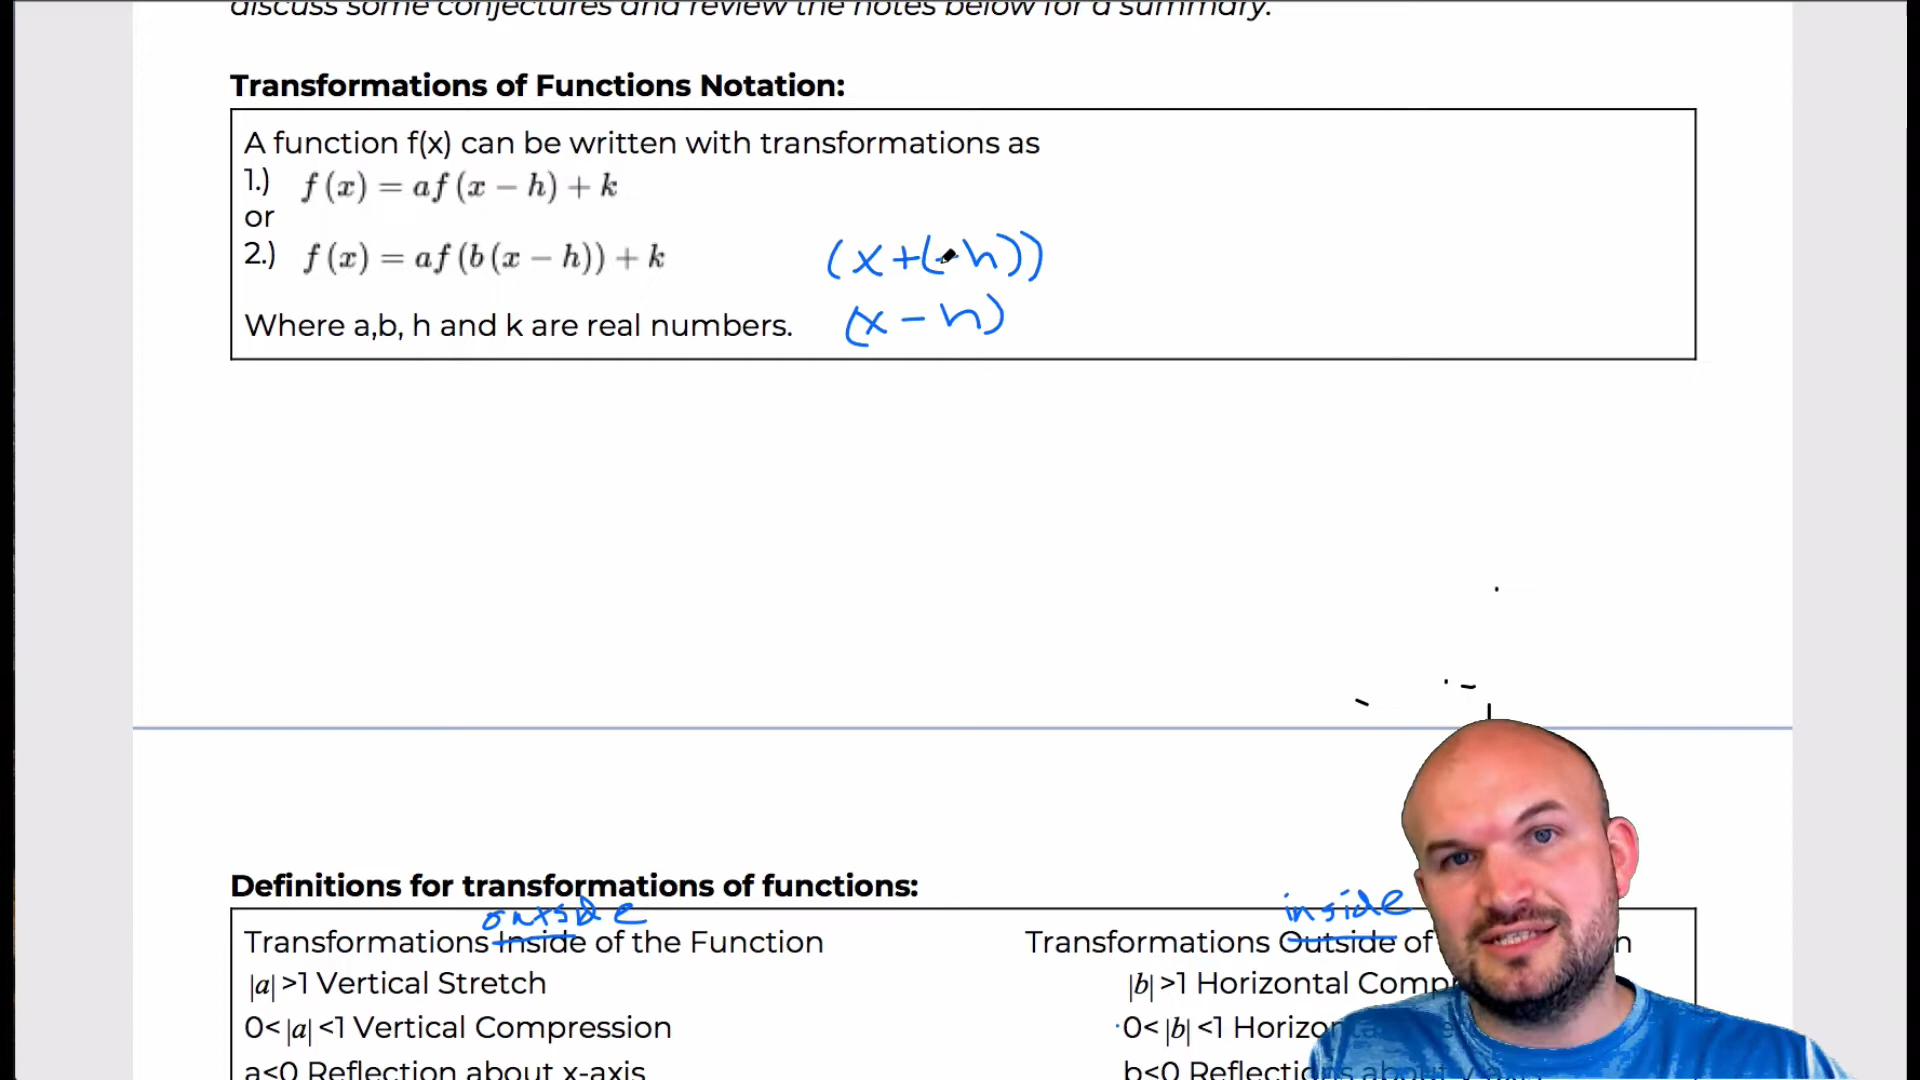 discuss some conjectures and review the notes below for a summary.
Transformations of Functions Notation:
A function f(x) can be written with transformations as
1.) f(x) = af(x − h) + k
or
2.) f(x) = af(b(x − h)) + k
(x+(-h))
Where a,b, h and k are real numbers.
(x - h)
Definitions for transformations of functions:
outside
inside
Transformations Inside of the Function
Transformations Outside of
|a| >1 Vertical Stretch
|b| >1 Horizontal
0< |a| <1 Vertical Compression
0< |b| <1
a<0 Reflection about x-axis
b<0 Reflections about